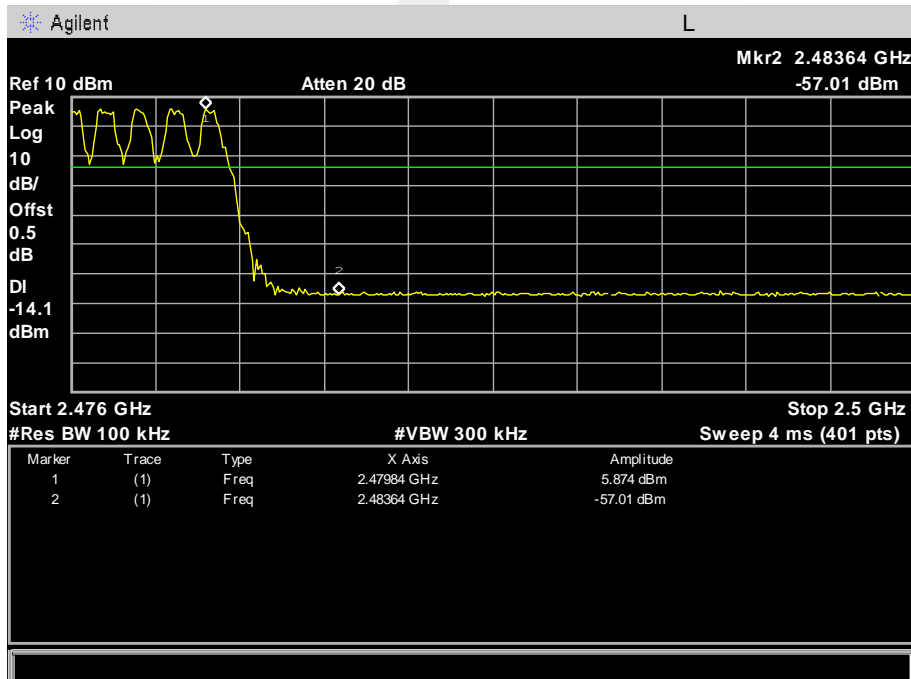 Agilent L
Mkr2 2.48364 GHz
Ref 10 dBm Atten 20 dB -57.01 dBm
Peak
Log
10
dB/
Offst
0.5
dB
DI
-14.1
dBm
1
2
Start 2.476 GHz Stop 2.5 GHz
#Res BW 100 kHz #VBW 300 kHz Sweep 4 ms (401 pts)
Marker Trace Type X Axis Amplitude
1 (1) Freq 2.47984 GHz 5.874 dBm
2 (1) Freq 2.48364 GHz -57.01 dBm